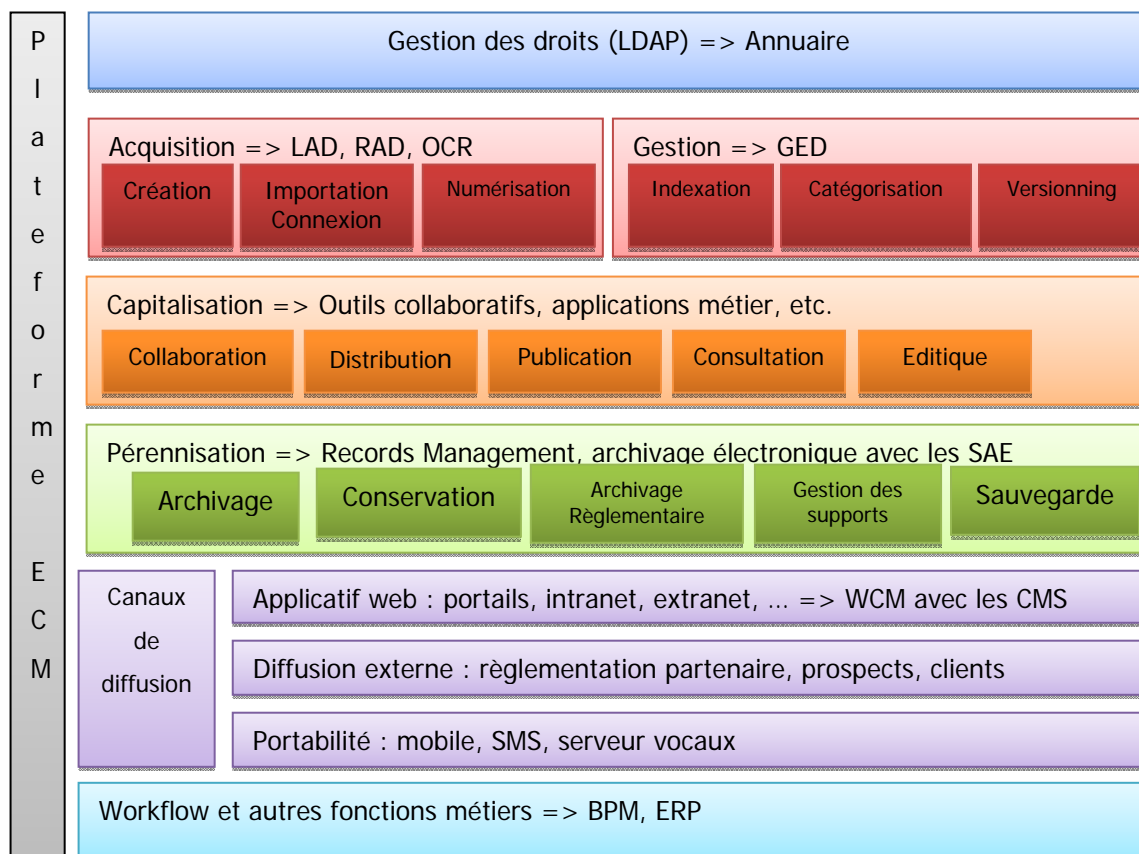 Plateforme ECM
Gestion des droits (LDAP) => Annuaire
Acquisition => LAD, RAD, OCR
Création
Importation
Connexion
Numérisation
Gestion => GED
Indexation
Catégorisation
Versionning
Capitalisation => Outils collaboratifs, applications métier, etc.
Collaboration
Distribution
Publication
Consultation
Editique
Pérennisation => Records Management, archivage électronique avec les SAE
Archivage
Conservation
Archivage
Règlementaire
Gestion des
supports
Sauvegarde
Canaux
de
diffusion
Applicatif web : portails, intranet, extranet, ... => WCM avec les CMS
Diffusion externe : règlementation partenaire, prospects, clients
Portabilité : mobile, SMS, serveur vocaux
Workflow et autres fonctions métiers => BPM, ERP